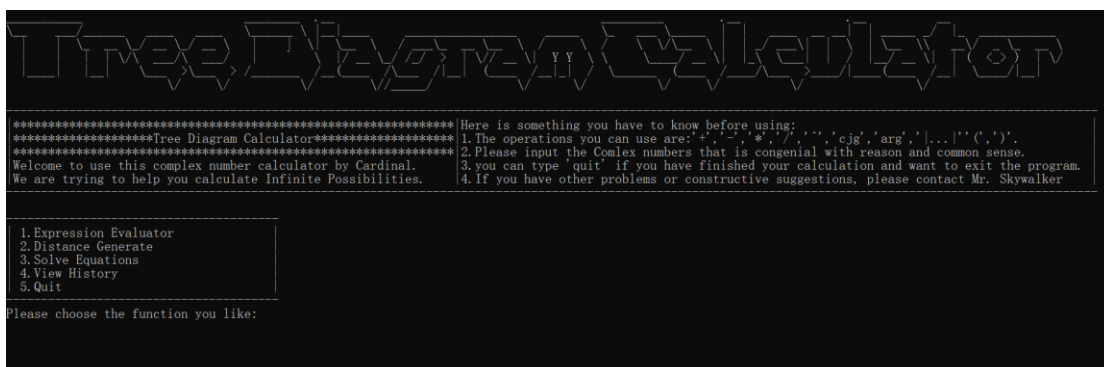 Tree Diagram Calculator
*******************Tree Diagram Calculator*******************
Welcome to use this complex number calculator by Cardinal.
We are trying to help you calculate Infinite Possibilities.
Here is something you have to know before using:
1.The operations you can use are:'+','-','*','/','^','cjg','arg','|...|''(',')'.
2.Please input the Comlex numbers that is congenial with reason and common sense.
3.you can type 'quit' if you have finished your calculation and want to exit the program.
4.If you have other problems or constructive suggestions, please contact Mr. Skywalker
1.Expression Evaluator
2.Distance Generate
3.Solve Equations
4.View History
5.Quit
Please choose the function you like: